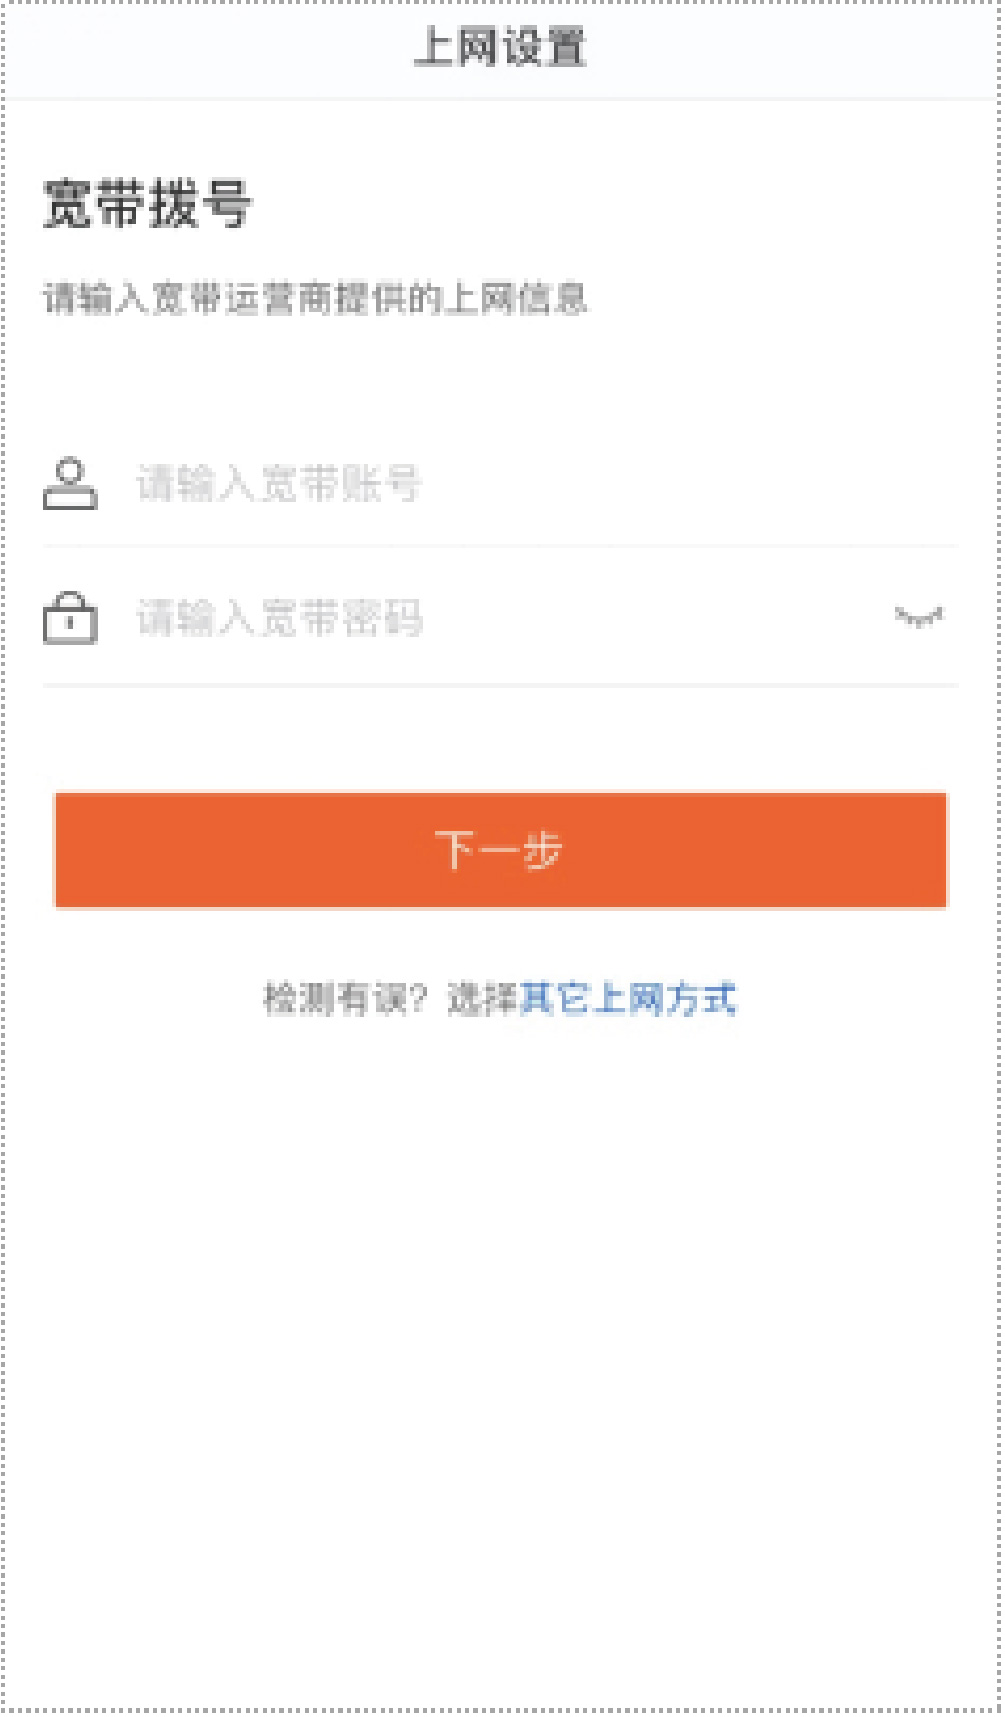 上网设置
宽带拨号
请输入宽带运营商提供的上网信息
请输入宽带账号
请输入宽带密码
下一步
检测有误？选择其它上网方式